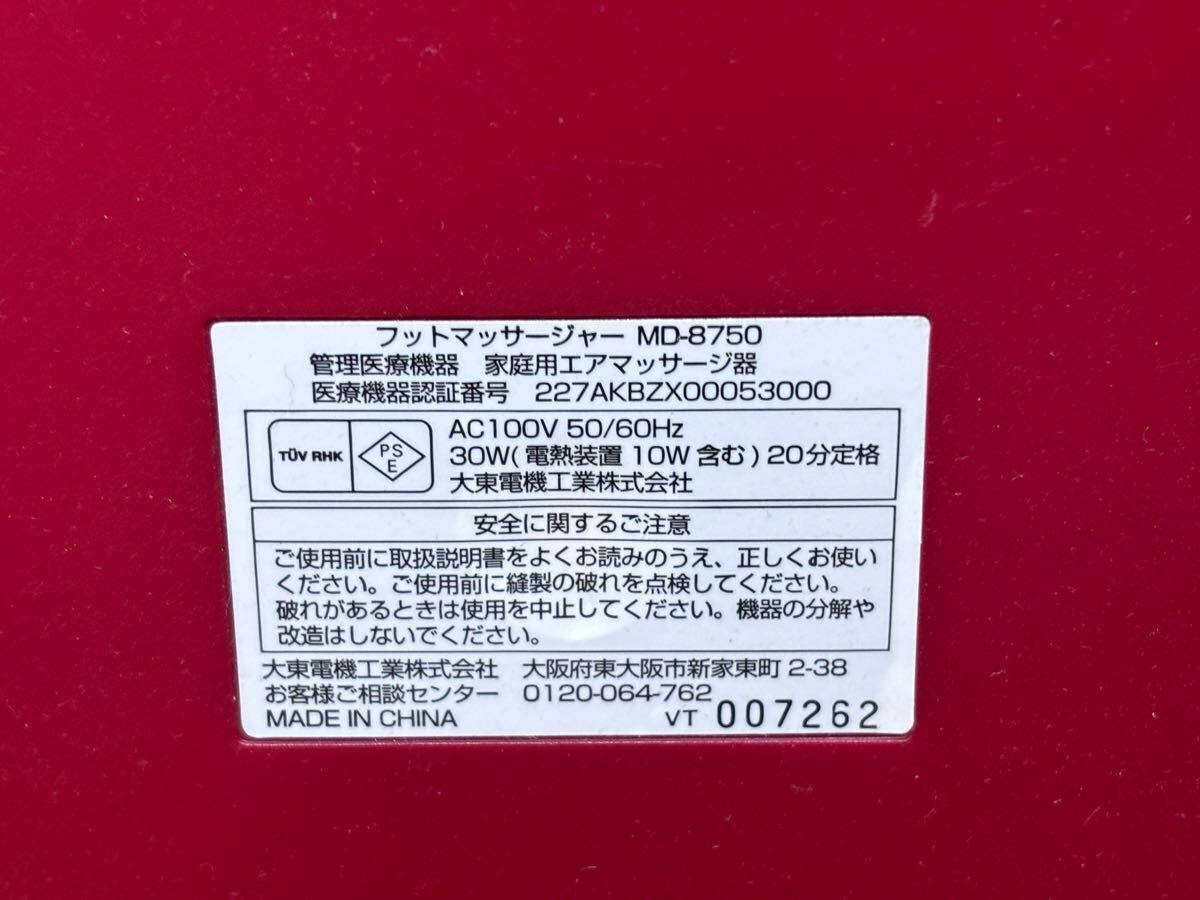 フットマッサージャー MD-8750
管理医療機器　家庭用エアマッサージ器
医療機器認証番号　227AKBZX00053000
TÜV RHK
PS
E
AC100V 50/60Hz
30W(電熱装置10W含む)20分定格
大東電機工業株式会社
安全に関するご注意
ご使用前に取扱説明書をよくお読みのうえ、正しくお使い
ください。ご使用前に縫製の破れを点検してください。
破れがあるときは使用を中止してください。機器の分解や
改造はしないでください。
大東電機工業株式会社　大阪府東大阪市新家東町2-38
お客様ご相談センター　0120-064-762
MADE IN CHINA　VT 007262